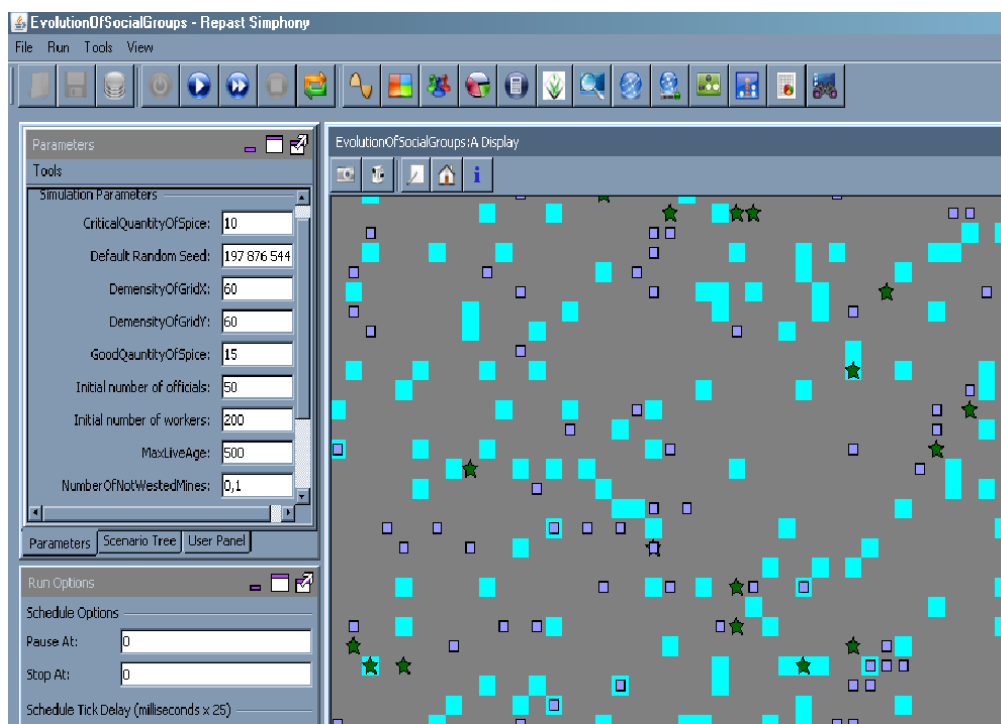 EvolutionOfSocialGroups - Repast Simphony
File Run Tools View
Parameters
Tools
Simulation Parameters
CriticalQuantityOfSpice: 10
Default Random Seed: 197 876 544
DemensityOfGridX: 60
DemensityOfGridY: 60
GoodQauntityOfSpice: 15
Initial number of officials: 50
Initial number of workers: 200
MaxLiveAge: 500
NumberOfNotWestedMines: 0,1
Parameters Scenario Tree User Panel
Run Options
Schedule Options
Pause At: 0
Stop At: 0
Schedule Tick Delay (milliseconds x 25)
EvolutionOfSocialGroups:A Display
i